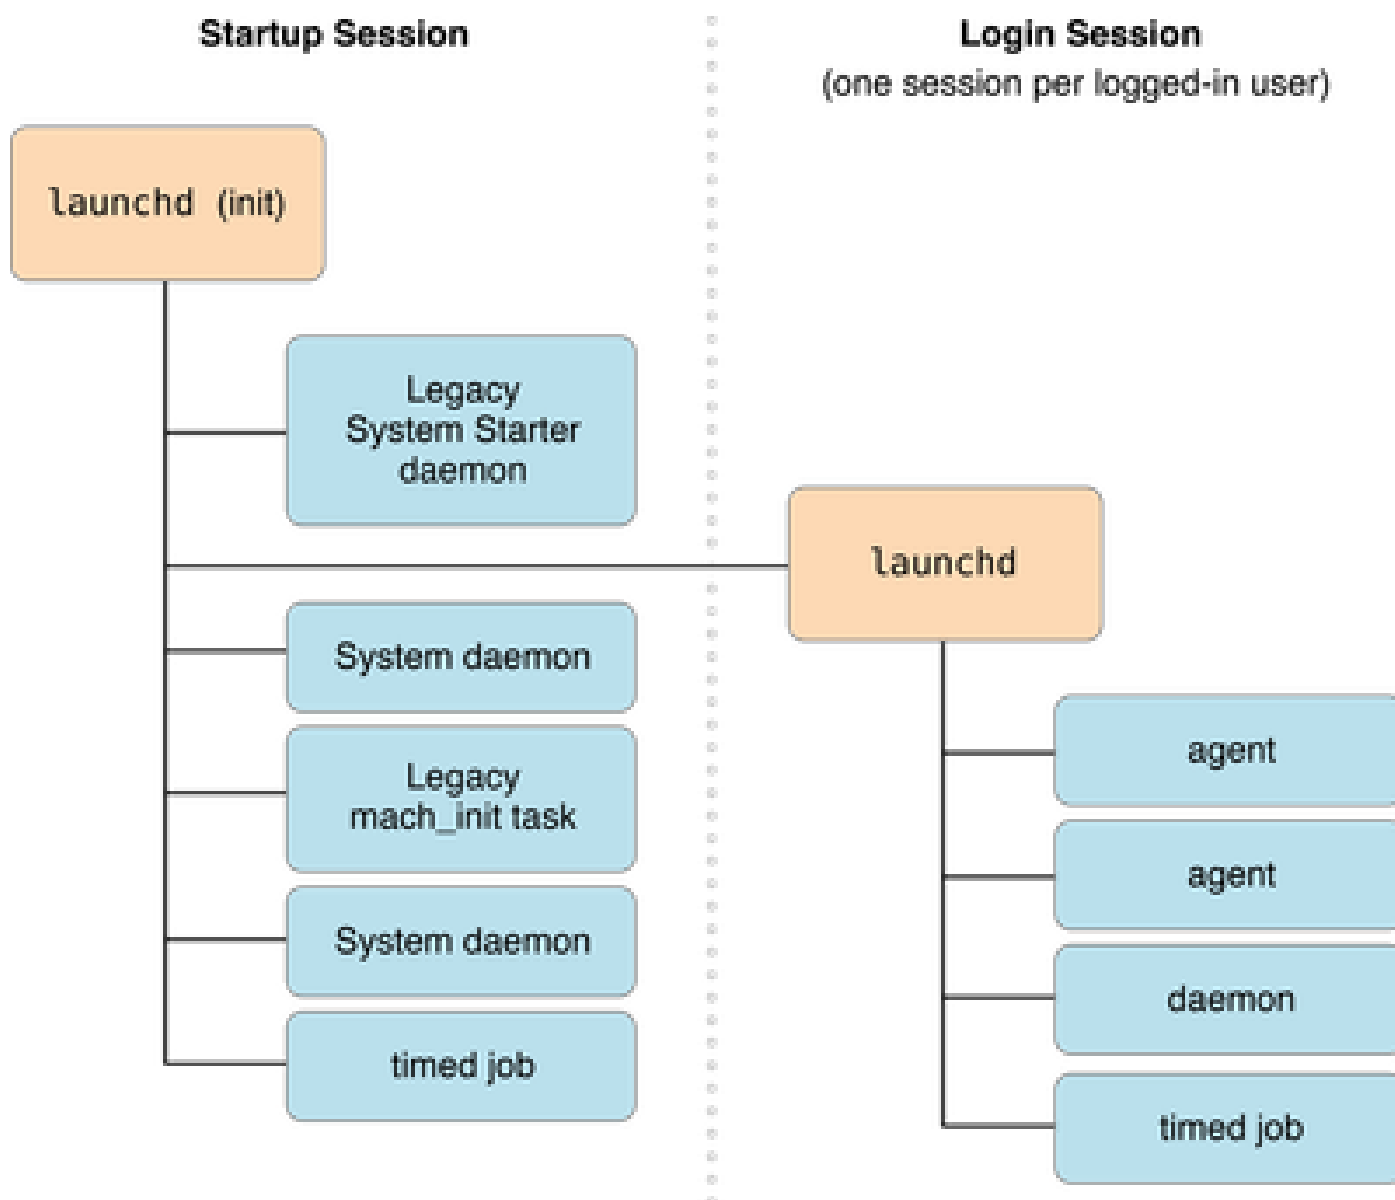 Startup Session
launchd (init)
Legacy
System Starter
daemon
System daemon
Legacy
mach_init task
System daemon
timed job
Login Session
(one session per logged-in user)
launchd
agent
agent
daemon
timed job